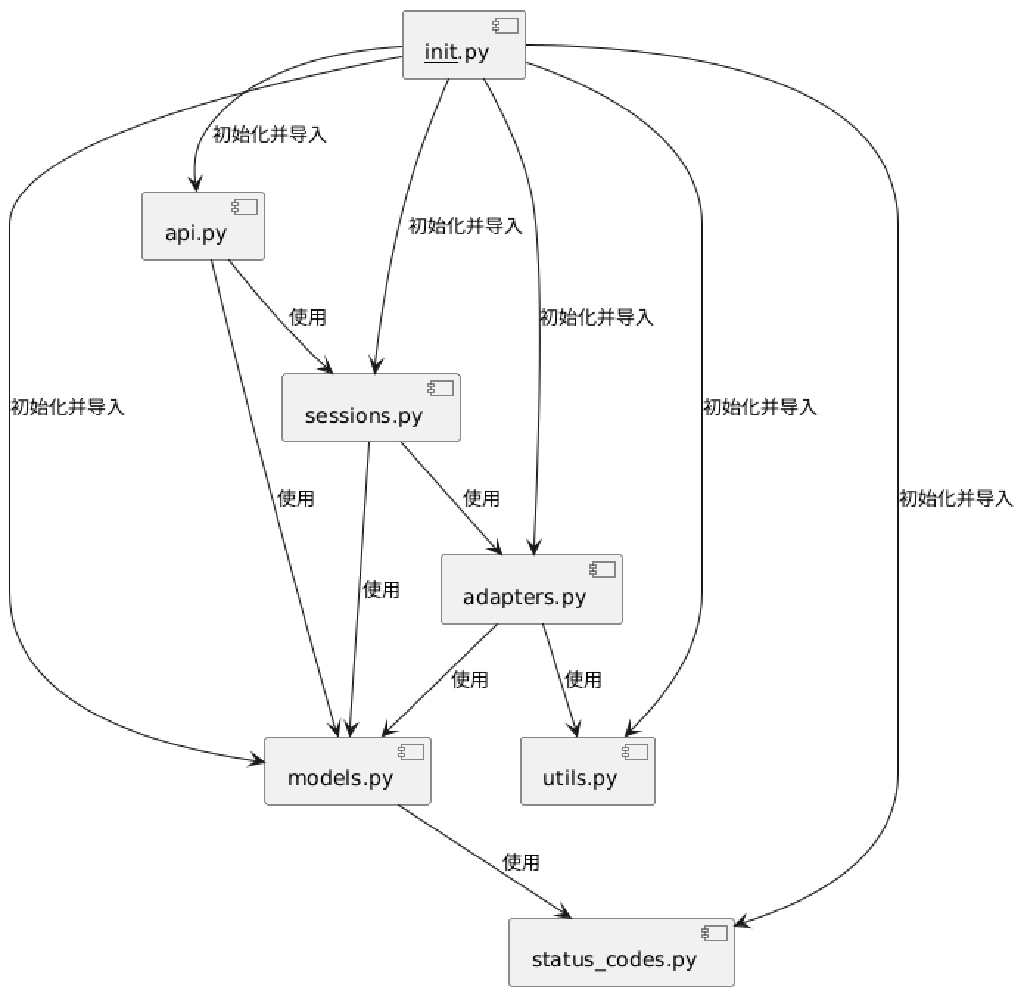 init.py
初始化并导入
api.py
初始化并导入
使用
初始化并导入
sessions.py
初始化并导入
初始化并导入
使用
使用
初始化并导入
使用
adapters.py
使用
使用
models.py
utils.py
使用
status_codes.py